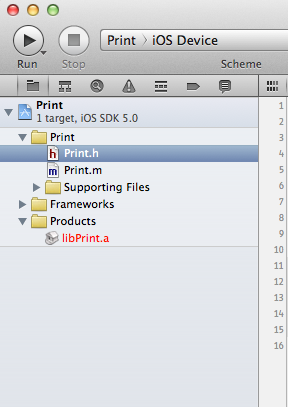 Print > iOS Device
Run
Stop
Scheme
Print
1 target, iOS SDK 5.0
Print
h Print.h
m Print.m
Supporting Files
Frameworks
Products
libPrint.a
1
2
3
4
5
6
7
8
9
10
11
12
13
14
15
16